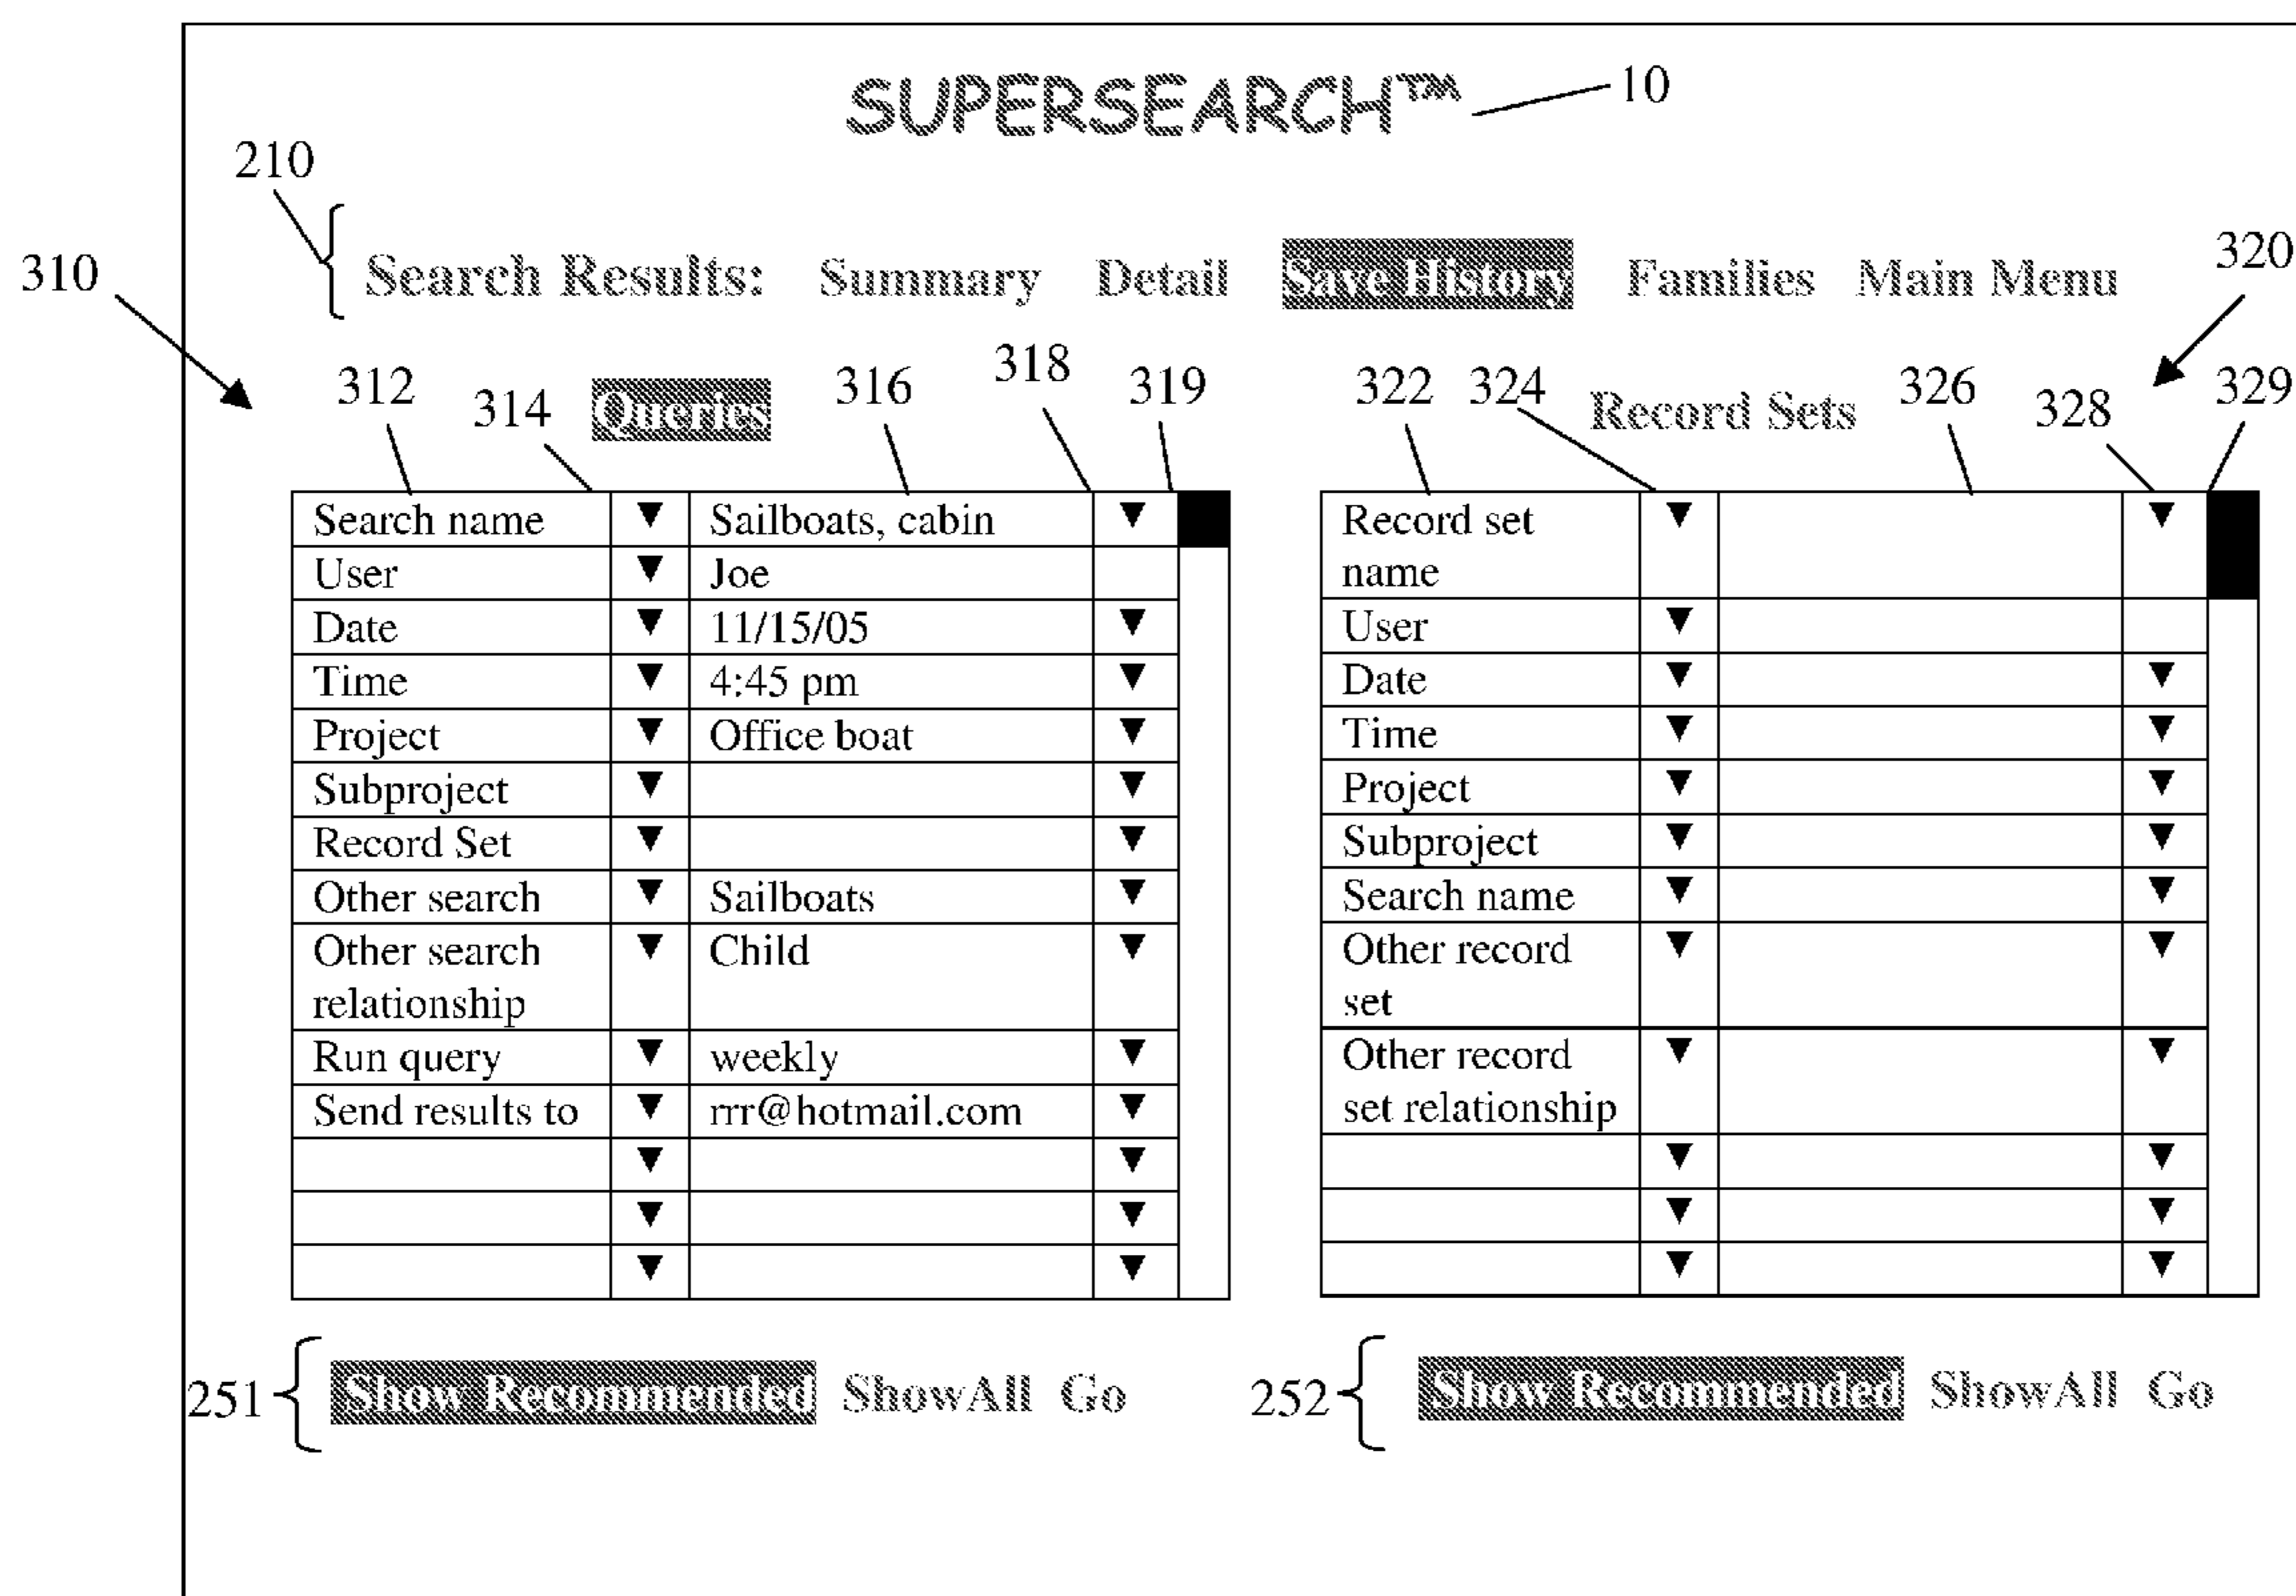 SUPERSEARCH™ 10
210
310
Search Results: Summary Detail Save History Families Main Menu
320
312 314 Queries 316 318 319
322 324 Record Sets 326 328 329
Search name ▼ Sailboats, cabin ▼
User ▼ Joe
Date ▼ 11/15/05 ▼
Time ▼ 4:45 pm ▼
Project ▼ Office boat ▼
Subproject ▼ ▼
Record Set ▼ ▼
Other search ▼ Sailboats ▼
Other search ▼ Child ▼
relationship
Run query ▼ weekly ▼
Send results to ▼ rrr@hotmail.com ▼
▼ ▼
▼ ▼
▼ ▼
Record set ▼ ▼
name
User ▼
Date ▼ ▼
Time ▼ ▼
Project ▼ ▼
Subproject ▼ ▼
Search name ▼ ▼
Other record ▼ ▼
set
Other record ▼ ▼
set relationship
▼ ▼
▼ ▼
▼ ▼
251 Show Recommended ShowAll Go
252 Show Recommended ShowAll Go